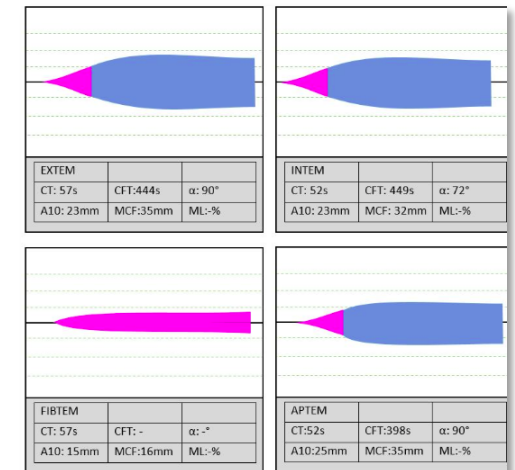 EXTEM
CT: 57s CFT:444s α: 90°
A10: 23mm MCF:35mm ML:-%
INTEM
CT: 52s CFT: 449s α: 72°
A10: 23mm MCF: 32mm ML:-%
FIBTEM
CT: 57s CFT: - α: -°
A10: 15mm MCF:16mm ML:-%
APTEM
CT:52s CFT:398s α: 90°
A10:25mm MCF:35mm ML:-%